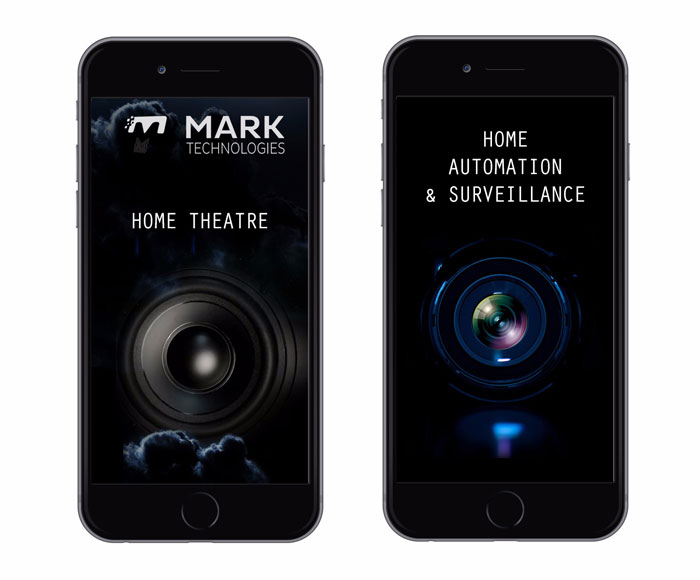 MARK
TECHNOLOGIES
HOME THEATRE
HOME
AUTOMATION
& SURVEILLANCE